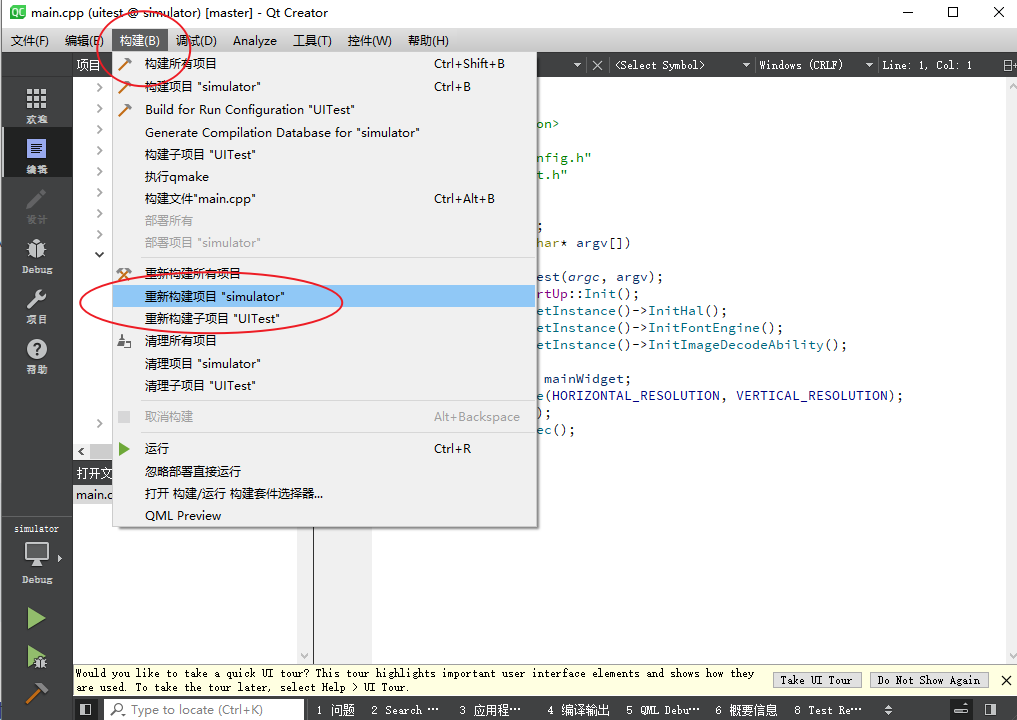 QC main.cpp (uitest @ simulator) [master] - Qt Creator
文件(F) 编辑(E) 构建(B) 调试(D) Analyze 工具(T) 控件(W) 帮助(H)
项目
<Select Symbol> Windows (CRLF) Line: 1, Col: 1
欢迎
编辑
设计
Debug
项目
帮助
构建所有项目 Ctrl+Shift+B
构建项目 "simulator" Ctrl+B
Build for Run Configuration "UITest"
Generate Compilation Database for "simulator"
构建子项目 "UITest"
执行qmake
构建文件"main.cpp" Ctrl+Alt+B
部署所有
部署项目 "simulator"
重新构建所有项目
重新构建项目 "simulator"
重新构建子项目 "UITest"
清理所有项目
清理项目 "simulator"
清理子项目 "UITest"
取消构建 Alt+Backspace
运行 Ctrl+R
忽略部署直接运行
打开 构建/运行 构建套件选择器...
QML Preview
on>
nfig.h"
t.h"
;
har* argv[])
est(argc, argv);
rtUp::Init();
etInstance()->InitHal();
etInstance()->InitFontEngine();
etInstance()->InitImageDecodeAbility();
mainWidget;
e(HORIZONTAL_RESOLUTION, VERTICAL_RESOLUTION);
);
ec();
打开文
main.c
simulator
Debug
Would you like to take a quick UI tour? This tour highlights important user interface elements and shows how they
are used. To take the tour later, select Help > UI Tour.
Take UI Tour Do Not Show Again
Type to locate (Ctrl+K) 1 问题 2 Search ⋯ 3 应用程⋯ 4 编译输出 5 QML Debu⋯ 6 概要信息 8 Test Re⋯